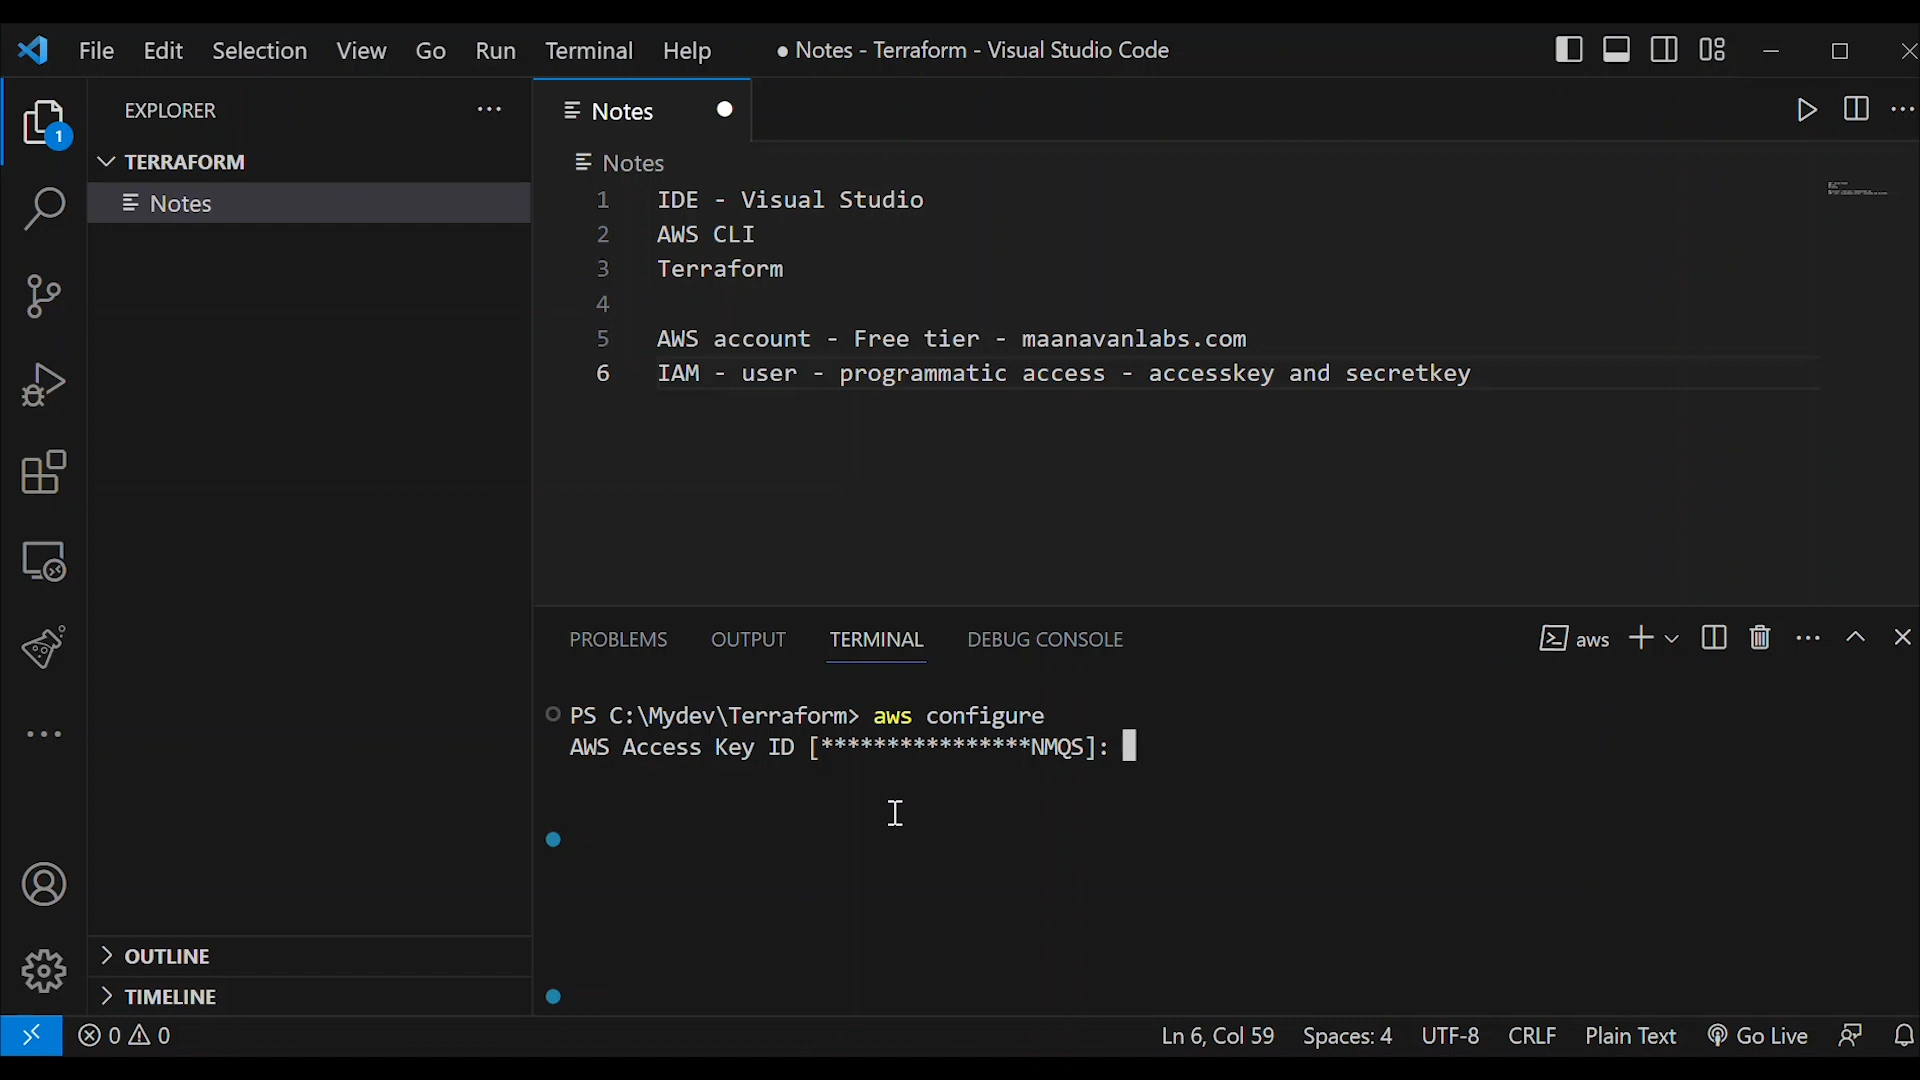 File Edit Selection View Go Run Terminal Help ● Notes - Terraform - Visual Studio Code
EXPLORER
Notes
1
TERRAFORM
Notes
Notes
1 IDE - Visual Studio
2 AWS CLI
3 Terraform
4
5 AWS account - Free tier - maanavanlabs.com
6 IAM - user - programmatic access - accesskey and secretkey
PROBLEMS OUTPUT TERMINAL DEBUG CONSOLE
aws
PS C:\Mydev\Terraform> aws configure
AWS Access Key ID [****************NMQS]:
OUTLINE
TIMELINE
0 0
Ln 6, Col 59 Spaces: 4 UTF-8 CRLF Plain Text Go Live